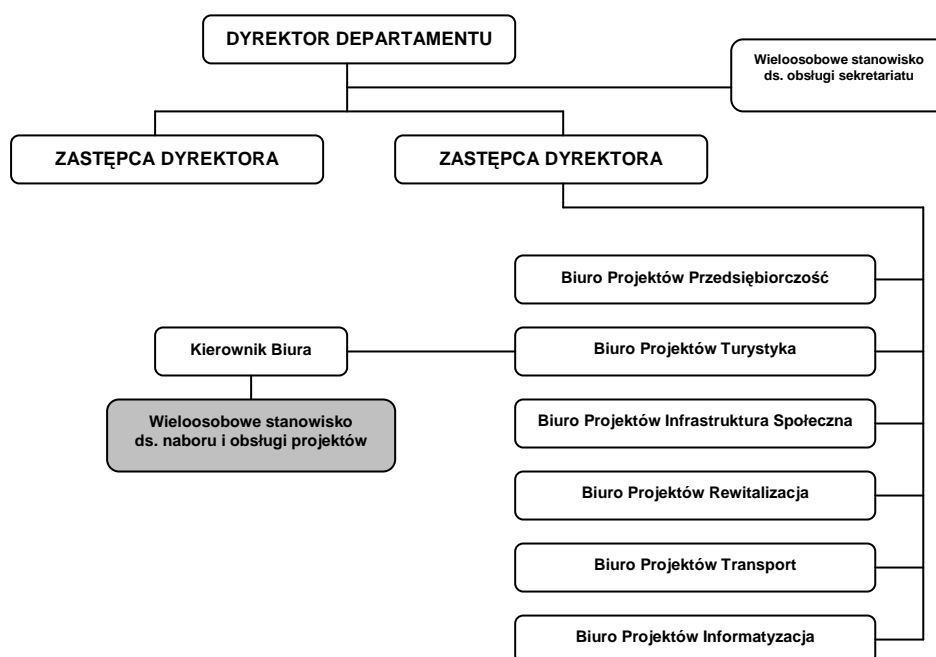 DYREKTOR DEPARTAMENTU
Wieloosobowe stanowisko
ds. obsługi sekretariatu
ZASTĘPCA DYREKTORA
ZASTĘPCA DYREKTORA
Biuro Projektów Przedsiębiorczość
Kierownik Biura
Biuro Projektów Turystyka
Wieloosobowe stanowisko
ds. naboru i obsługi projektów
Biuro Projektów Infrastruktura Społeczna
Biuro Projektów Rewitalizacja
Biuro Projektów Transport
Biuro Projektów Informatyzacja